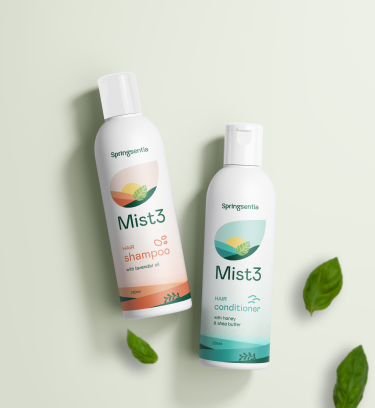 Springsentia
Mist3
HAIR
shampoo
with lavender oil
Springsentia
Mist3
HAIR
conditioner
with honey
& shea butter